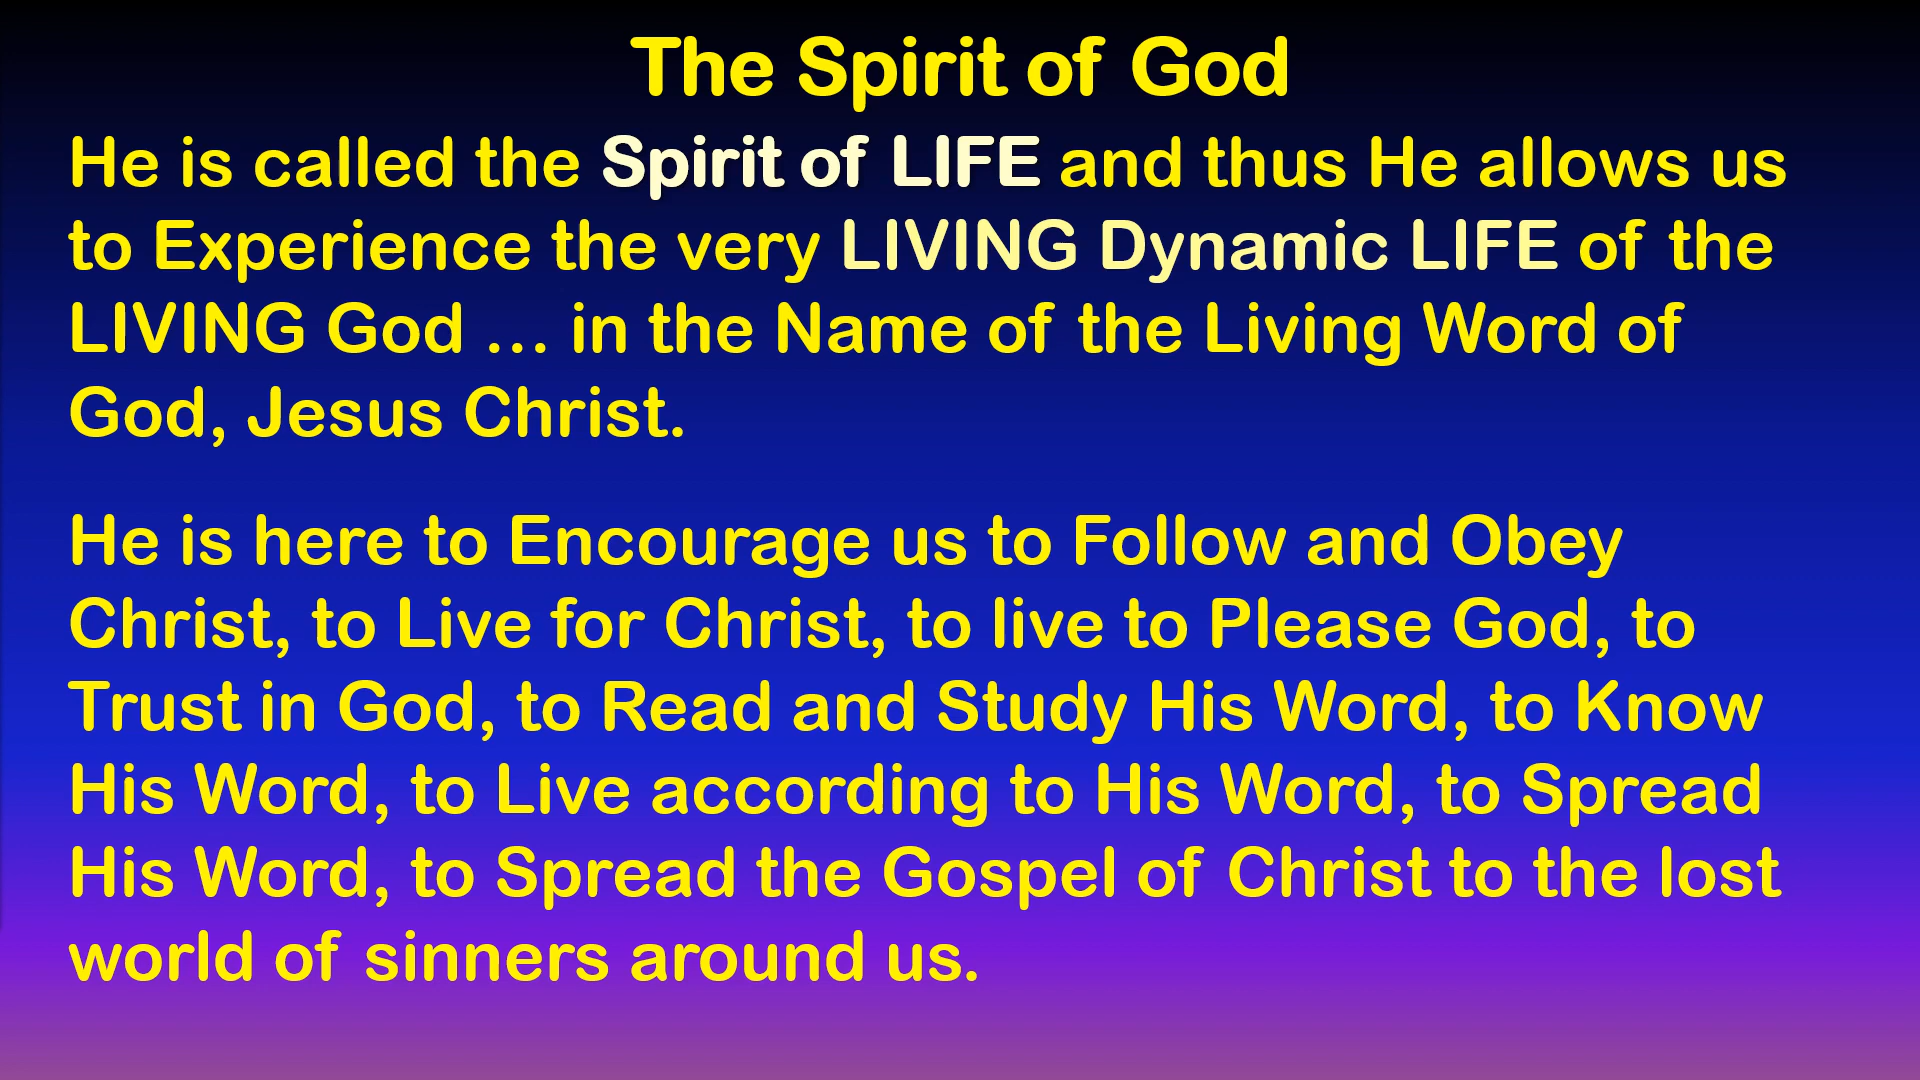 The Spirit of God
He is called the Spirit of LIFE and thus He allows us
to Experience the very LIVING Dynamic LIFE of the
LIVING God … in the Name of the Living Word of
God, Jesus Christ.
He is here to Encourage us to Follow and Obey
Christ, to Live for Christ, to live to Please God, to
Trust in God, to Read and Study His Word, to Know
His Word, to Live according to His Word, to Spread
His Word, to Spread the Gospel of Christ to the lost
world of sinners around us.